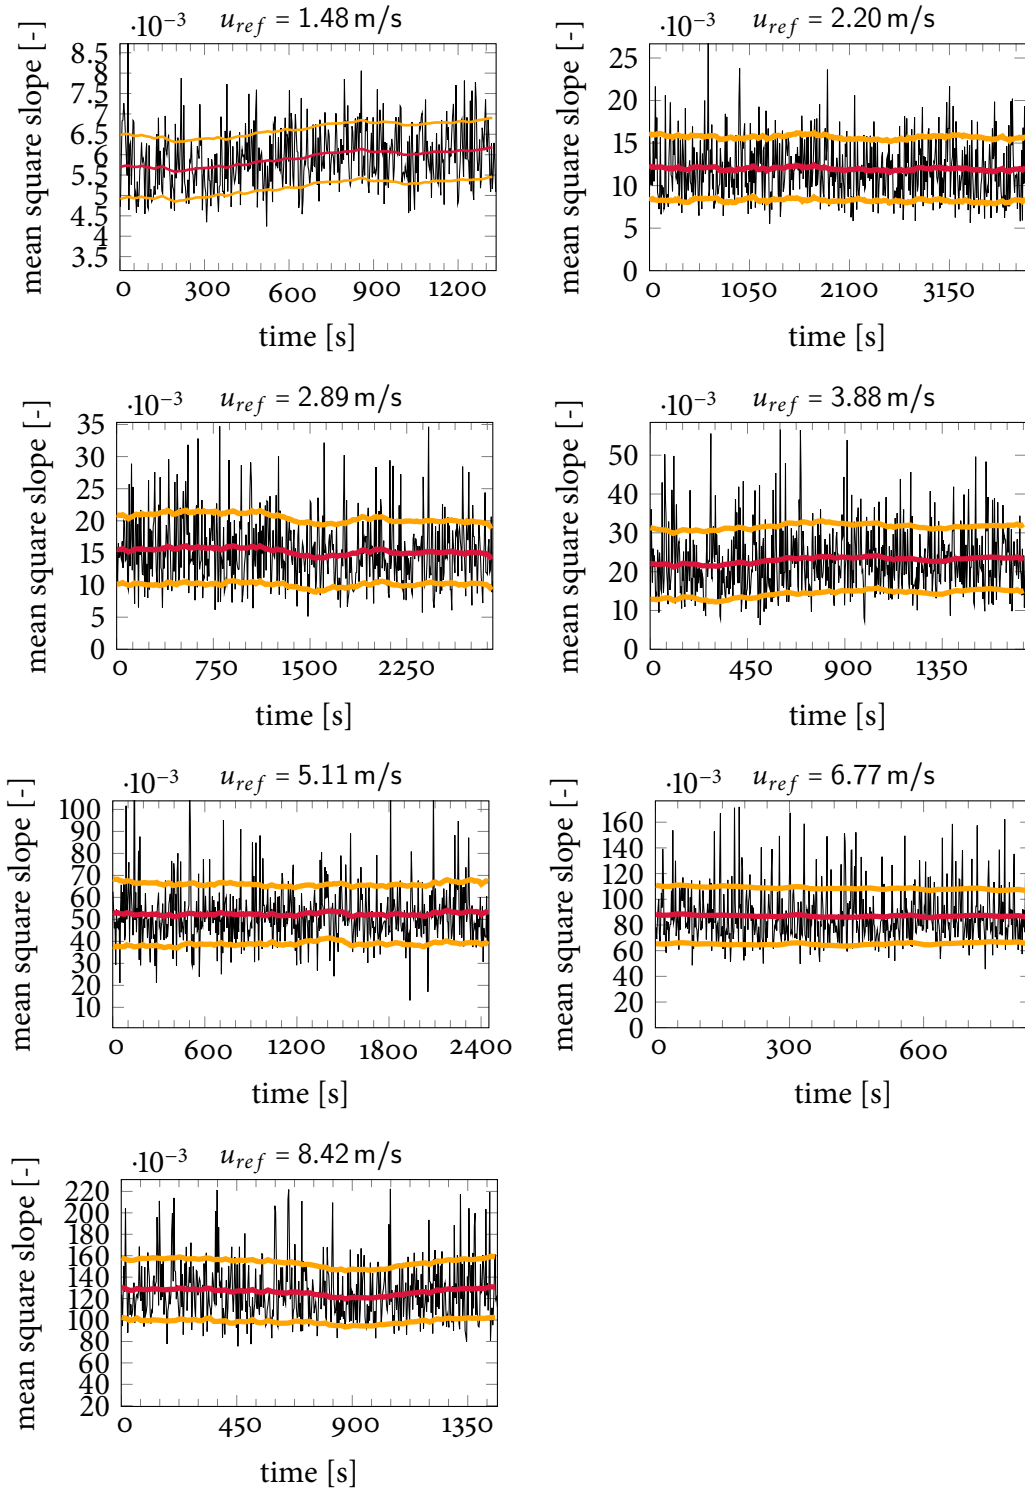 ·10⁻³ u_ref = 1.48 m/s
mean square slope [-]
8.5
7.5
6.5
5.5
4.5
3.5
8
7
6
5
4
0 300 600 900 1200
time [s]
·10⁻³ u_ref = 2.20 m/s
mean square slope [-]
25
20
15
10
5
0
0 1050 2100 3150
time [s]
·10⁻³ u_ref = 2.89 m/s
mean square slope [-]
35
30
25
20
15
10
5
0
0 750 1500 2250
time [s]
·10⁻³ u_ref = 3.88 m/s
mean square slope [-]
50
40
30
20
10
0
0 450 900 1350
time [s]
·10⁻³ u_ref = 5.11 m/s
mean square slope [-]
100
90
80
70
60
50
40
30
20
10
0 600 1200 1800 2400
time [s]
·10⁻³ u_ref = 6.77 m/s
mean square slope [-]
160
140
120
100
80
60
40
20
0
0 300 600
time [s]
·10⁻³ u_ref = 8.42 m/s
mean square slope [-]
220
200
180
160
140
120
100
80
60
40
20
0 450 900 1350
time [s]